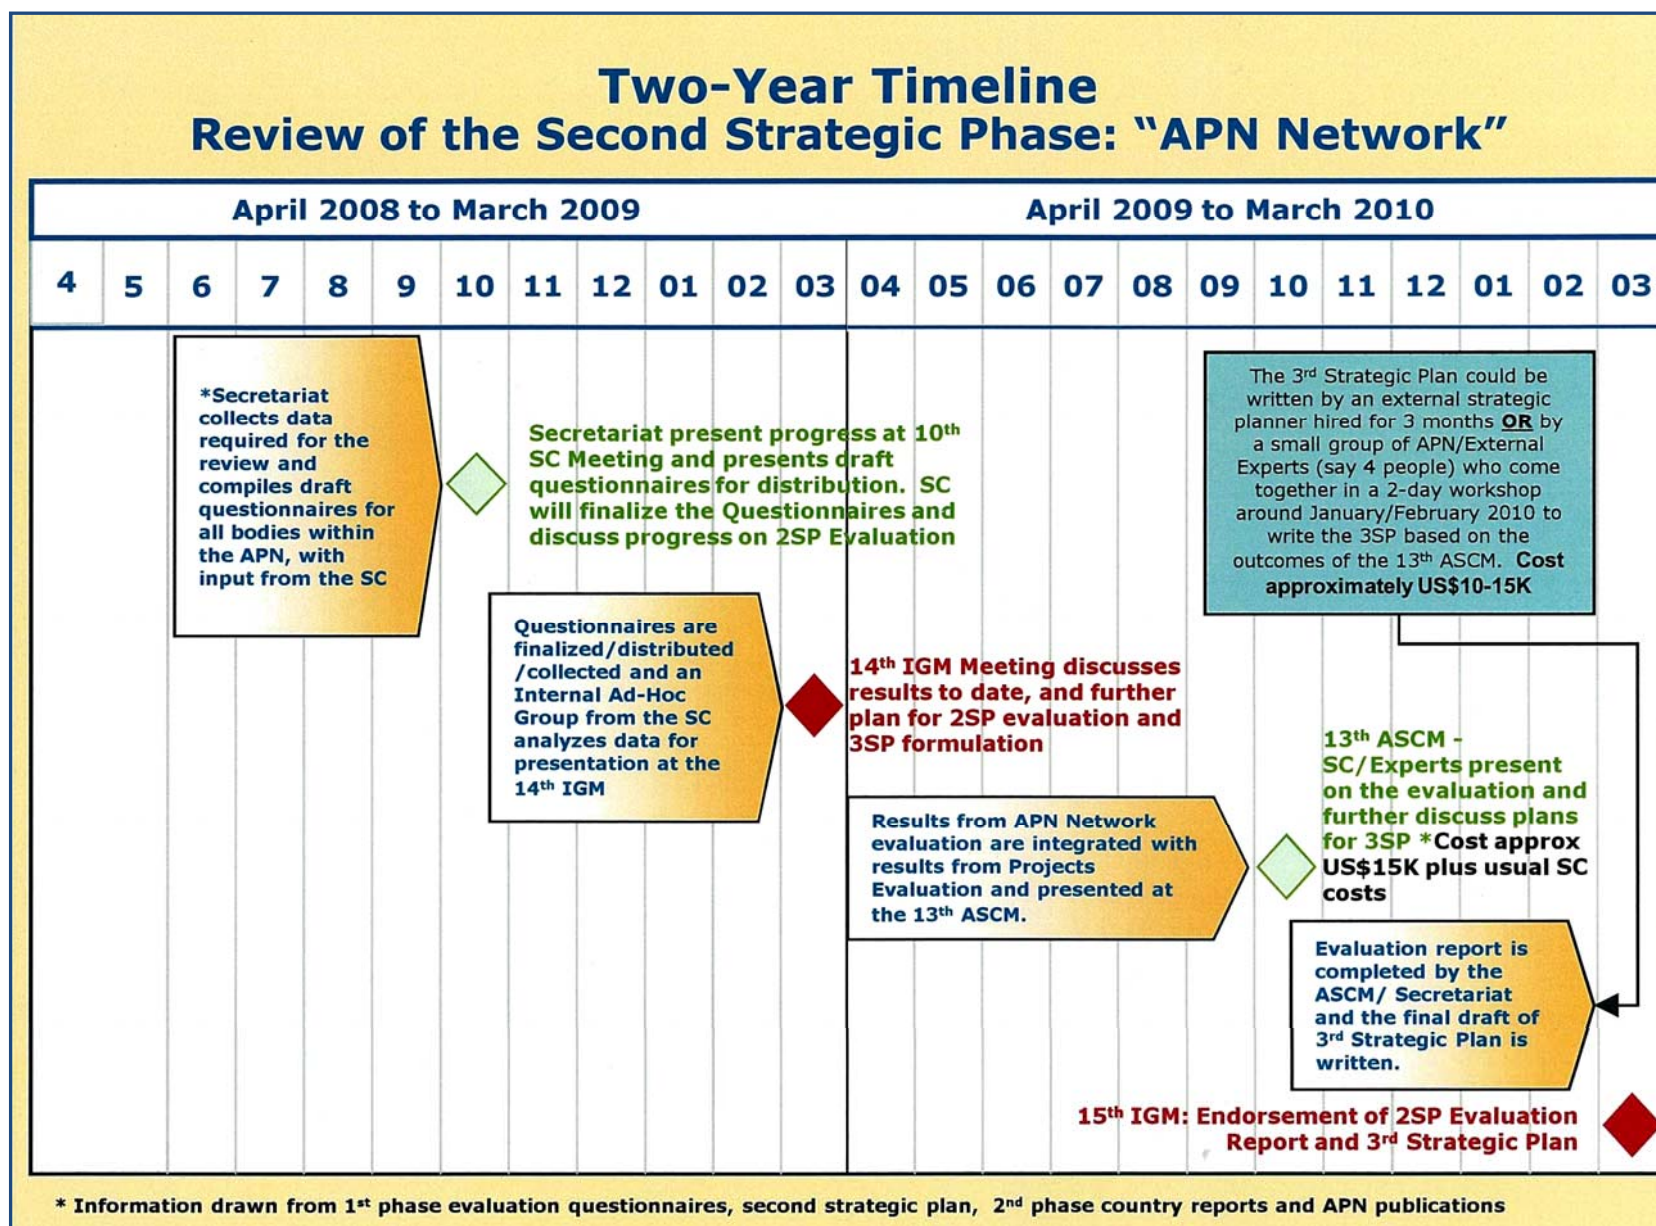 Two-Year Timeline
Review of the Second Strategic Phase: “APN Network”
April 2008 to March 2009
April 2009 to March 2010
4 5 6 7 8 9 10 11 12 01 02 03 04 05 06 07 08 09 10 11 12 01 02 03
*Secretariat
collects data
required for the
review and
compiles draft
questionnaires for
all bodies within
the APN, with
input from the SC
Secretariat present progress at 10th
SC Meeting and presents draft
questionnaires for distribution. SC
will finalize the Questionnaires and
discuss progress on 2SP Evaluation
The 3rd Strategic Plan could be
written by an external strategic
planner hired for 3 months OR by
a small group of APN/External
Experts (say 4 people) who come
together in a 2-day workshop
around January/February 2010 to
write the 3SP based on the
outcomes of the 13th ASCM. Cost
approximately US$10-15K
Questionnaires are
finalized/distributed
/collected and an
Internal Ad-Hoc
Group from the SC
analyzes data for
presentation at the
14th IGM
14th IGM Meeting discusses
results to date, and further
plan for 2SP evaluation and
3SP formulation
13th ASCM -
SC/Experts present
on the evaluation and
further discuss plans
for 3SP *Cost approx
US$15K plus usual SC
costs
Results from APN Network
evaluation are integrated with
results from Projects
Evaluation and presented at
the 13th ASCM.
Evaluation report is
completed by the
ASCM/ Secretariat
and the final draft of
3rd Strategic Plan is
written.
15th IGM: Endorsement of 2SP Evaluation
Report and 3rd Strategic Plan
* Information drawn from 1st phase evaluation questionnaires, second strategic plan, 2nd phase country reports and APN publications